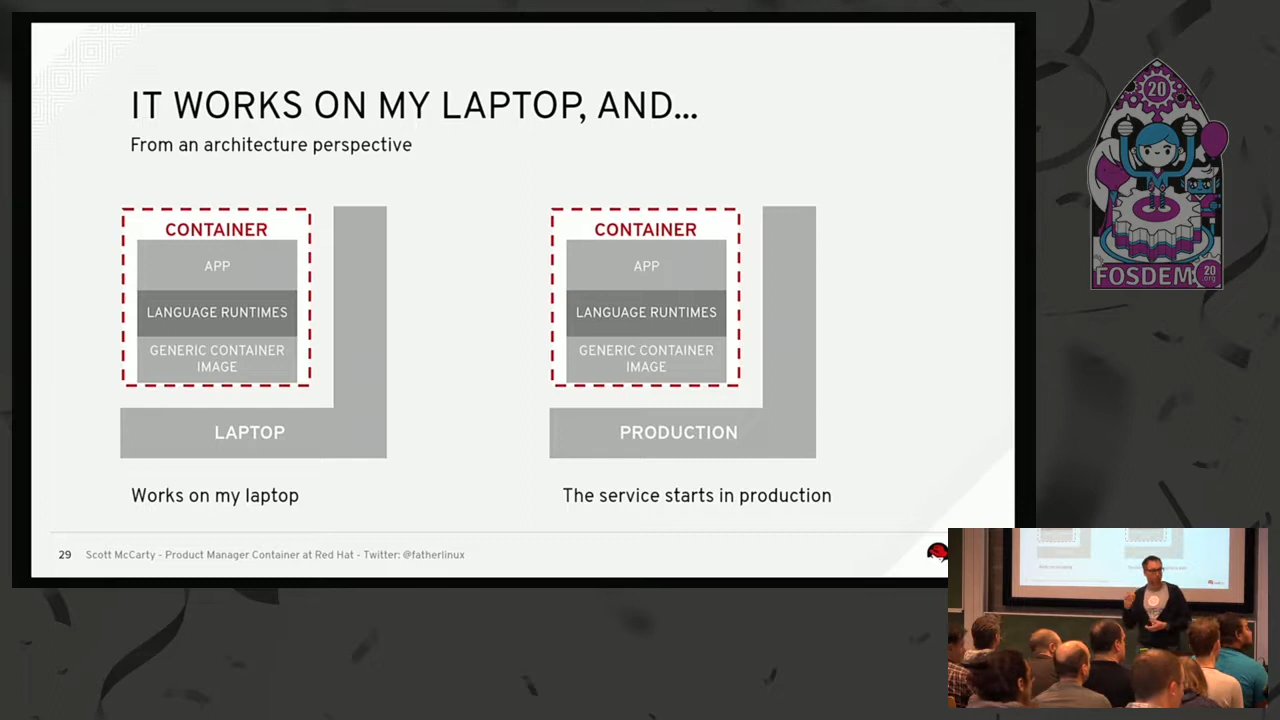 IT WORKS ON MY LAPTOP, AND...
From an architecture perspective
CONTAINER
APP
LANGUAGE RUNTIMES
GENERIC CONTAINER
IMAGE
LAPTOP
Works on my laptop
CONTAINER
APP
LANGUAGE RUNTIMES
GENERIC CONTAINER
IMAGE
PRODUCTION
The service starts in production
29 Scott McCarty - Product Manager Container at Red Hat - Twitter: @fatherlinux
20
FOSDEM
20
.org